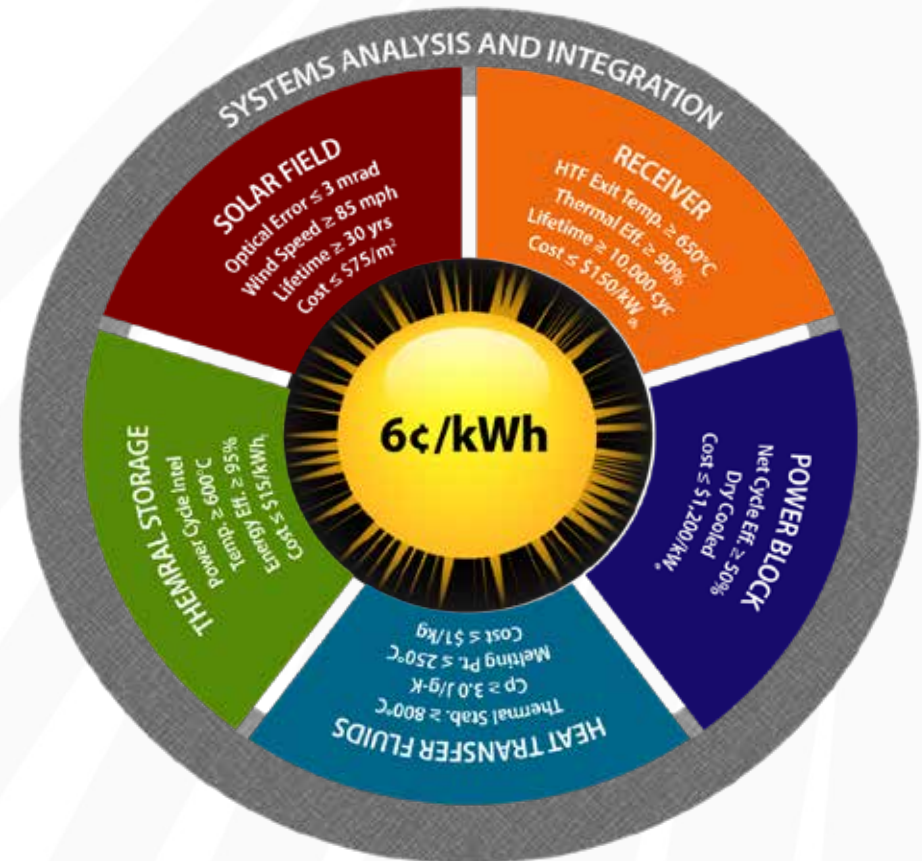 SYSTEMS ANALYSIS AND INTEGRATION
SOLAR FIELD
Optical Error ≤ 3 mrad
Wind Speed ≥ 85 mph
Lifetime ≥ 30 yrs
Cost ≤ $75/m²
RECEIVER
HTF Exit Temp. ≥ 650°C
Thermal Eff. ≥ 90%
Lifetime ≥ 10,000 cyc
Cost ≤ $150/kWth
POWER BLOCK
Net Cycle Eff. ≥ 50%
Dry Cooled
Cost ≤ $1,200/kWe
HEAT TRANSFER FLUIDS
Thermal Stab. ≥ 800°C
Cp ≥ 3.0 J/g-K
Melting Pt. ≤ 250°C
Cost ≤ $1/kg
THEMRAL STORAGE
Power Cycle Intel
Temp. ≥ 600°C
Energy Eff. ≥ 95%
Cost ≤ $15/kWht
6¢/kWh